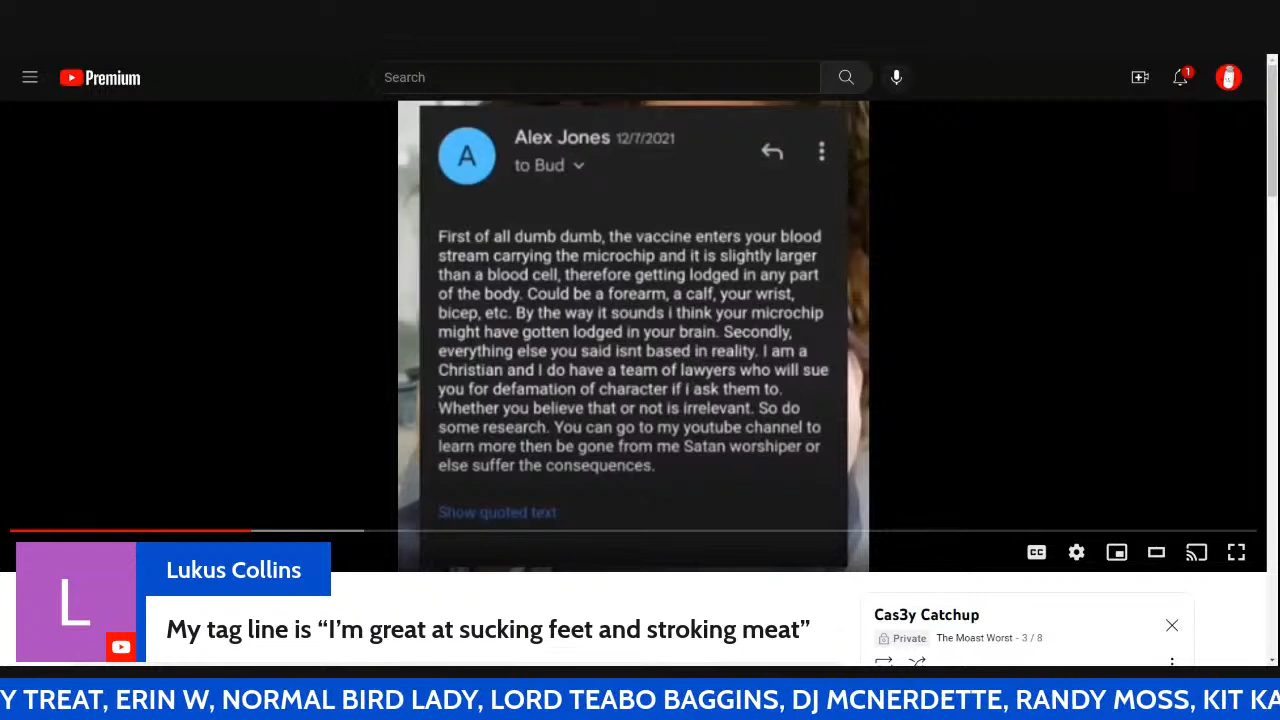 Premium
Search
1
A
Alex Jones 12/7/2021
to Bud
First of all dumb dumb, the vaccine enters your blood
stream carrying the microchip and it is slightly larger
than a blood cell, therefore getting lodged in any part
of the body. Could be a forearm, a calf, your wrist,
bicep, etc. By the way it sounds i think your microchip
might have gotten lodged in your brain. Secondly,
everything else you said isnt based in reality. I am a
Christian and I do have a team of lawyers who will sue
you for defamation of character if i ask them to.
Whether you believe that or not is irrelevant. So do
some research. You can go to my youtube channel to
learn more then be gone from me Satan worshiper or
else suffer the consequences.
Show quoted text
CC
L
Lukus Collins
My tag line is “I’m great at sucking feet and stroking meat”
Cas3y Catchup
Private The Moast Worst - 3 / 8
Y TREAT, ERIN W, NORMAL BIRD LADY, LORD TEABO BAGGINS, DJ MCNERDETTE, RANDY MOSS, KIT KA